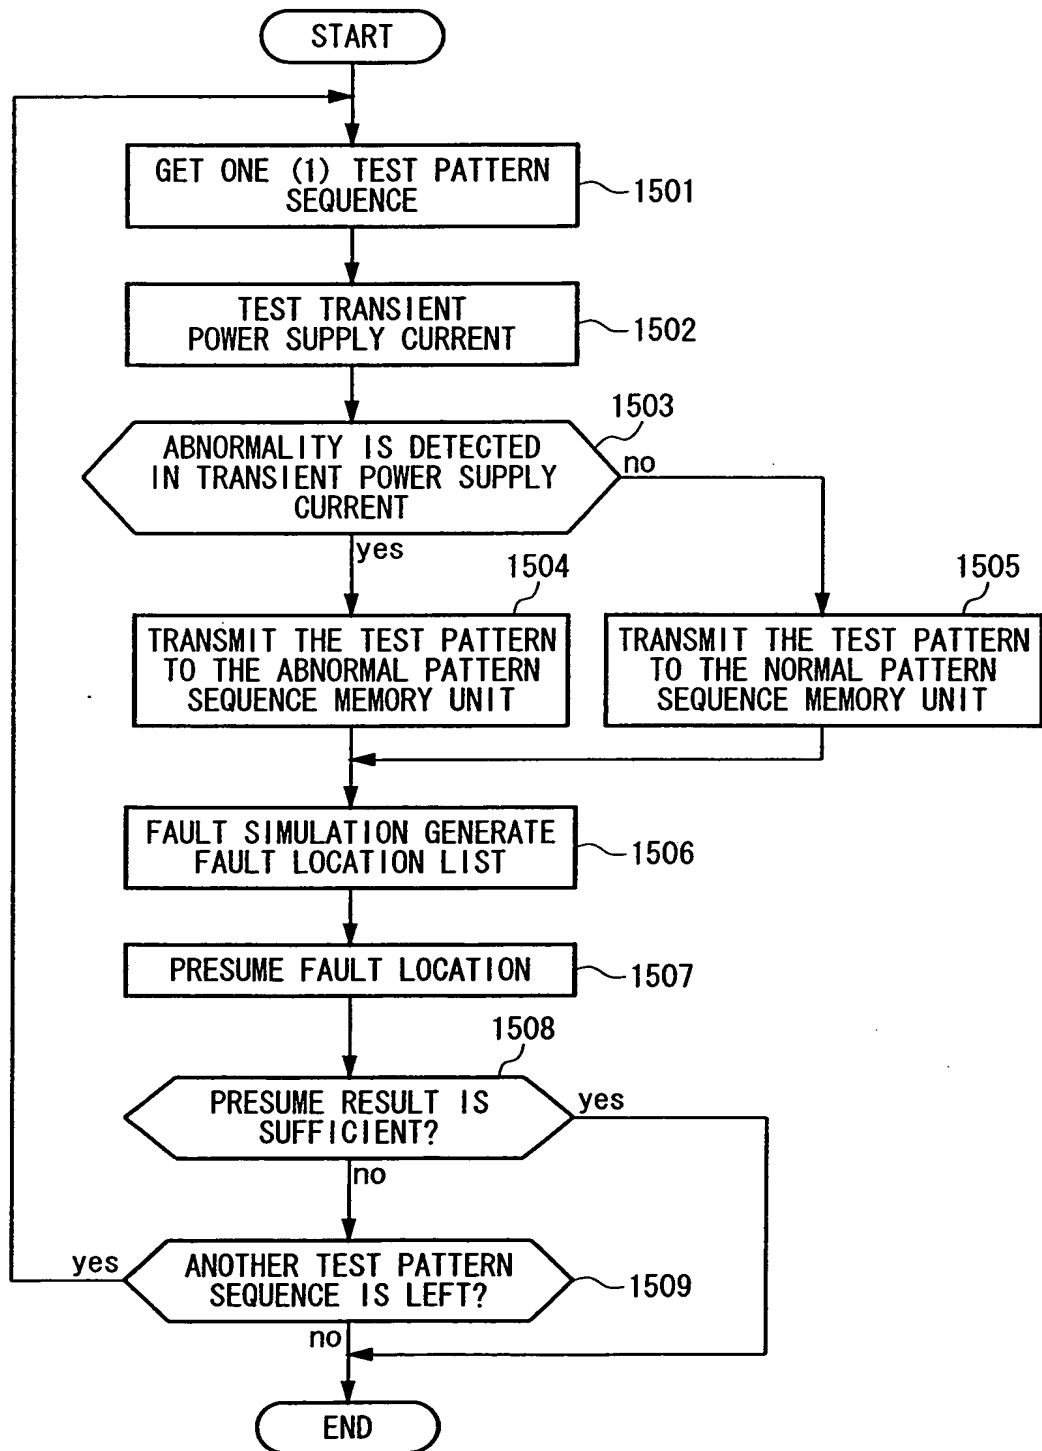 START
GET ONE (1) TEST PATTERN
SEQUENCE
1501
TEST TRANSIENT
POWER SUPPLY CURRENT
1502
1503
ABNORMALITY IS DETECTED
IN TRANSIENT POWER SUPPLY
CURRENT
no
yes
1504
1505
TRANSMIT THE TEST PATTERN
TO THE ABNORMAL PATTERN
SEQUENCE MEMORY UNIT
TRANSMIT THE TEST PATTERN
TO THE NORMAL PATTERN
SEQUENCE MEMORY UNIT
FAULT SIMULATION GENERATE
FAULT LOCATION LIST
1506
PRESUME FAULT LOCATION
1507
1508
PRESUME RESULT IS
SUFFICIENT?
yes
no
yes
ANOTHER TEST PATTERN
SEQUENCE IS LEFT?
1509
no
END